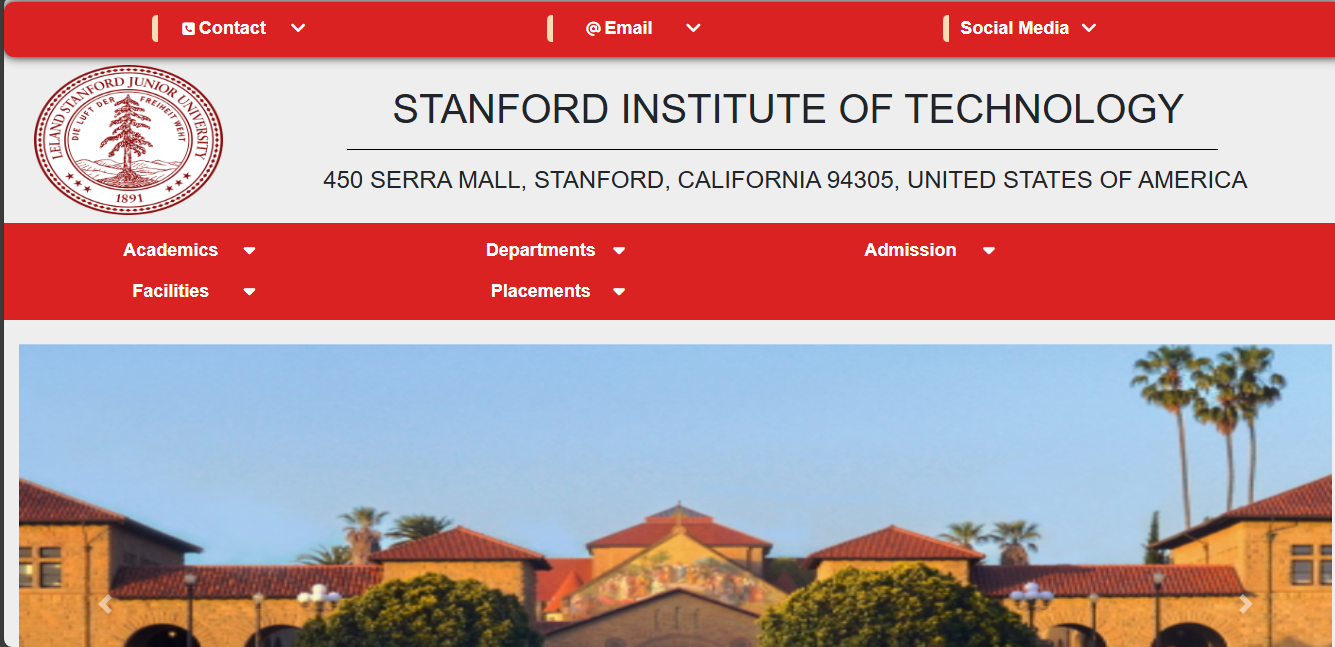 Contact
@ Email
Social Media
LELAND STANFORD JUNIOR UNIVERSITY
DIE LUFT DER FREIHEIT WEHT
1891
STANFORD INSTITUTE OF TECHNOLOGY
450 SERRA MALL, STANFORD, CALIFORNIA 94305, UNITED STATES OF AMERICA
Academics
Departments
Admission
Facilities
Placements